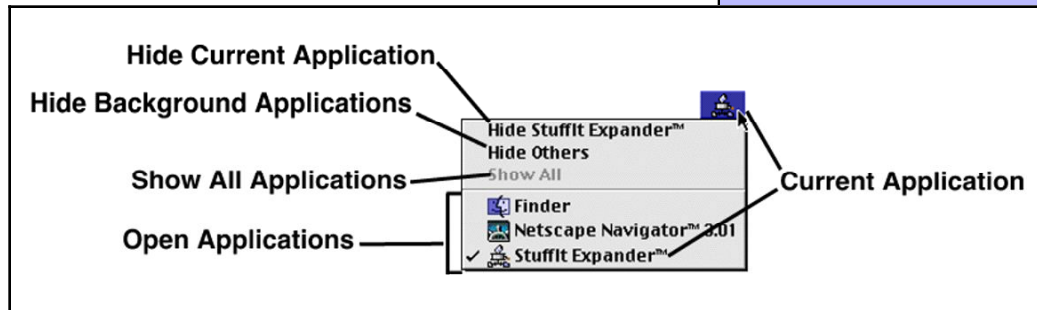 Hide Current Application
Hide Background Applications
Show All Applications
Open Applications
Hide StuffIt Expander™
Hide Others
Show All
Finder
Netscape Navigator™ 3.01
StuffIt Expander™
Current Application